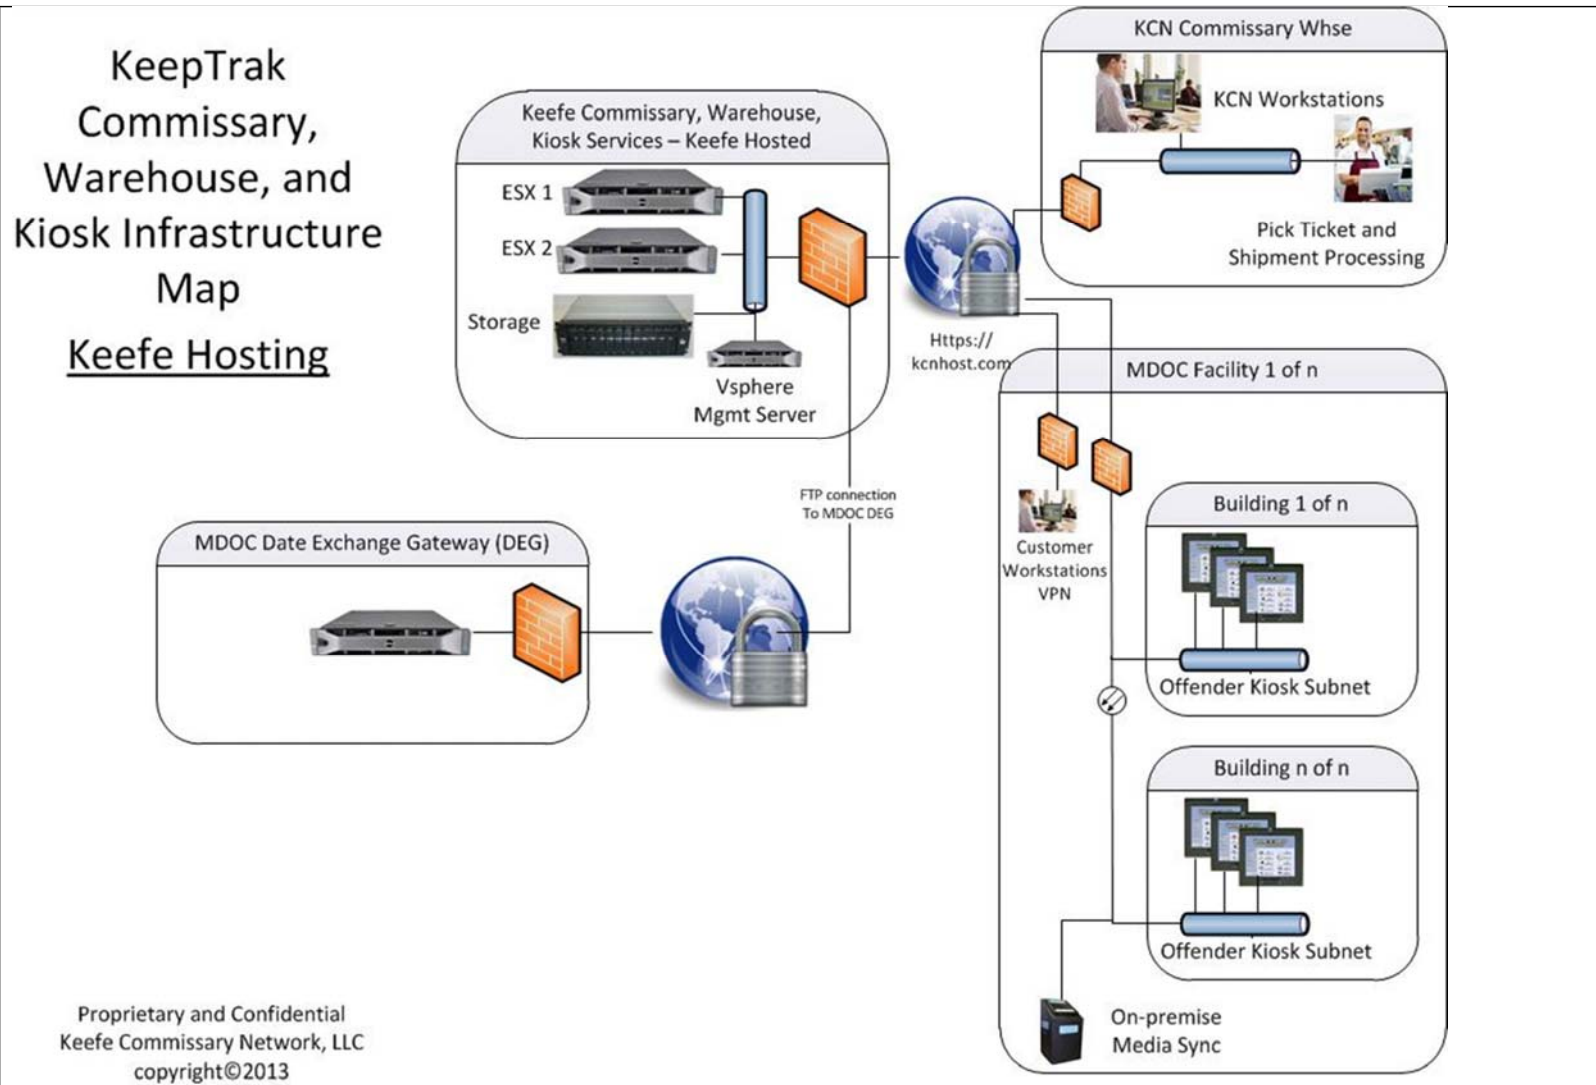 KeepTrak
Commissary,
Warehouse, and
Kiosk Infrastructure
Map
Keefe Hosting
Keefe Commissary, Warehouse,
Kiosk Services – Keefe Hosted
ESX 1
ESX 2
Storage
Vsphere
Mgmt Server
Https://
kcnhost.com
KCN Commissary Whse
KCN Workstations
Pick Ticket and
Shipment Processing
FTP connection
To MDOC DEG
MDOC Date Exchange Gateway (DEG)
MDOC Facility 1 of n
Customer
Workstations
VPN
Building 1 of n
Offender Kiosk Subnet
Building n of n
Offender Kiosk Subnet
On-premise
Media Sync
Proprietary and Confidential
Keefe Commissary Network, LLC
copyright©2013